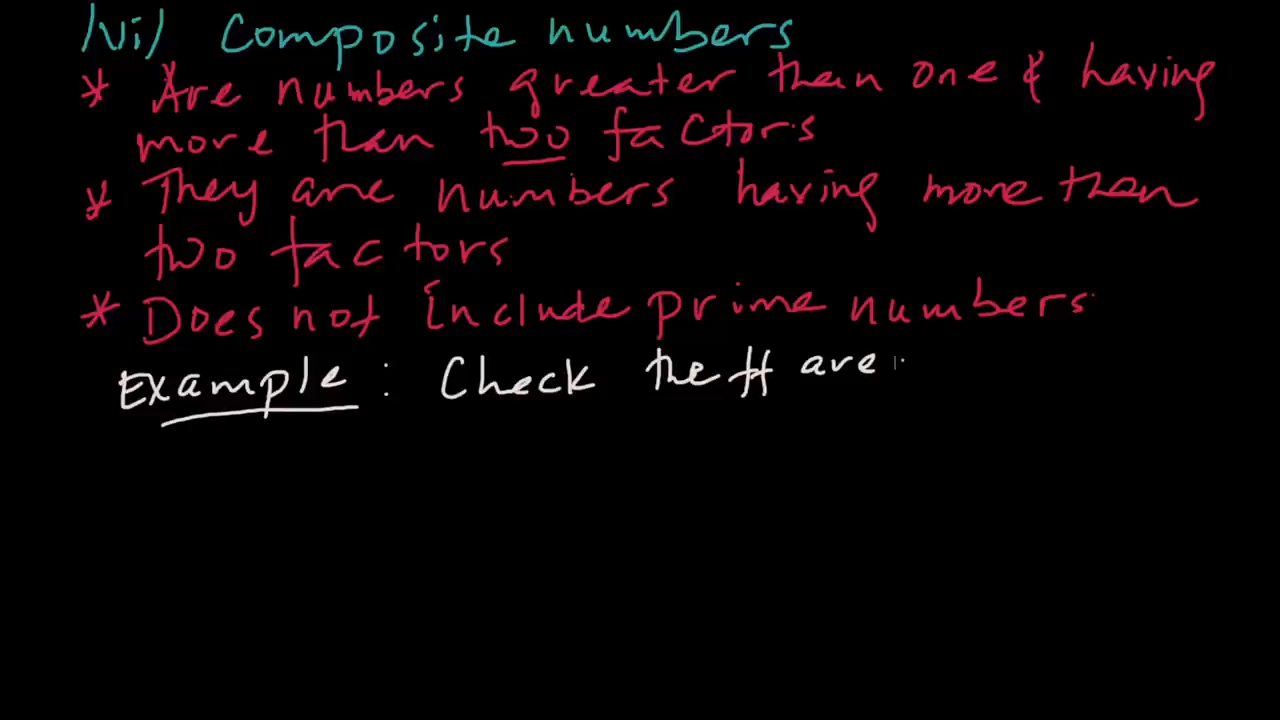 /vi/ Composite numbers
* Are numbers greater than one & having
more than two factors
* They are numbers having more than
two factors
* Does not Include prime numbers
Example : Check the ff are